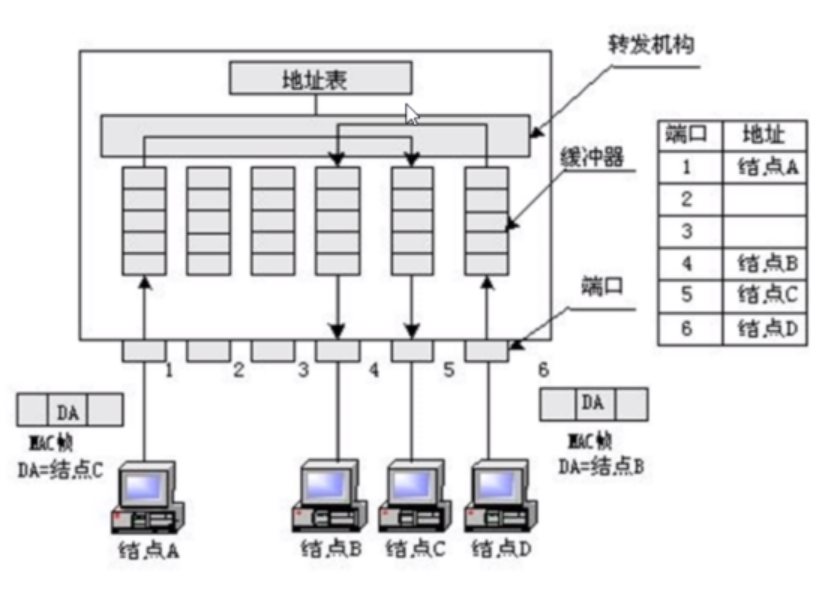 转发机构
地址表
缓冲器
端口 地址
1 结点A
2
3
4 结点B
5 结点C
6 结点D
端口
1 2 3 4 5 6
DA
MAC帧
DA=结点C
DA
MAC帧
DA=结点B
结点A 结点B 结点C 结点D